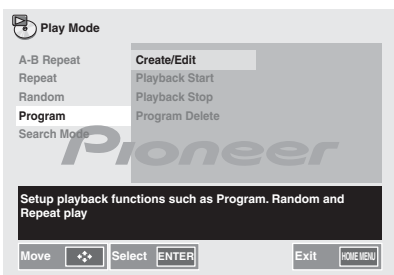 Play Mode
A-B Repeat
Repeat
Random
Program
Search Mode
Create/Edit
Playback Start
Playback Stop
Program Delete
Pioneer
Setup playback functions such as Program. Random and
Repeat play
Move Select ENTER Exit HOME MENU